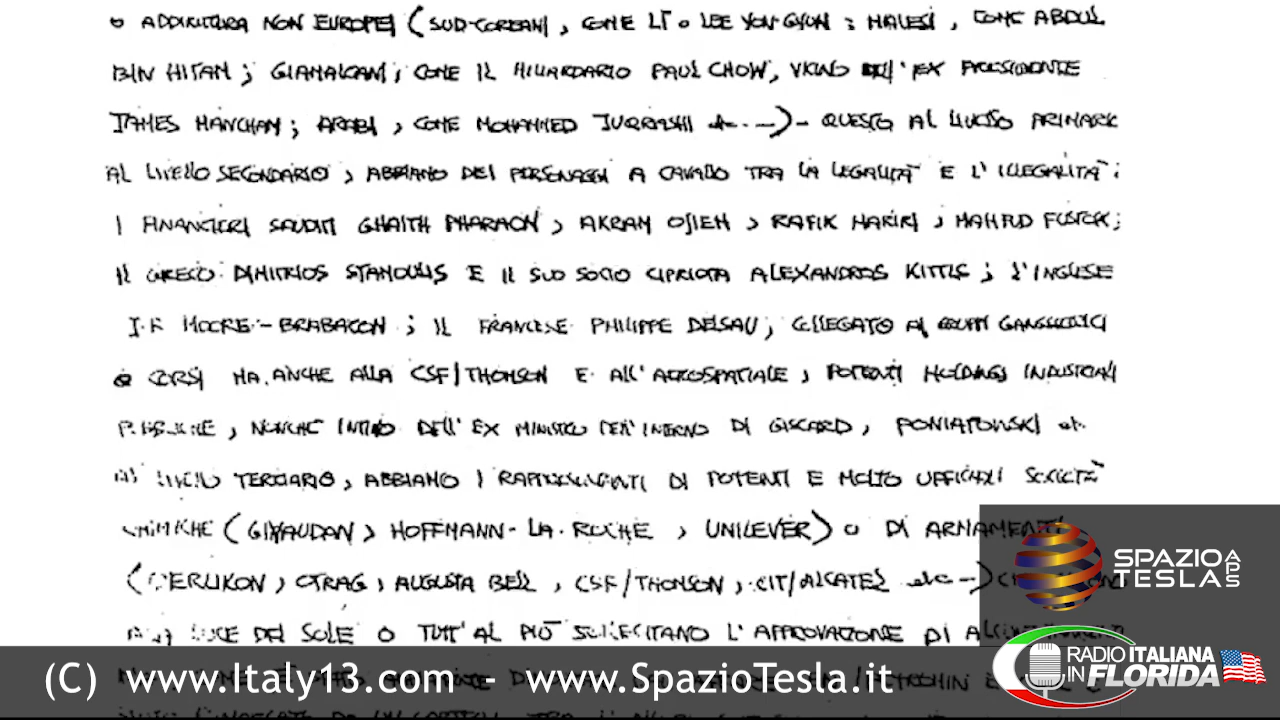 O ADDIRITTURA NON EUROPEI (SUD-COREANI, COME LI O LEE YON-GYUN; MALESI, COME ABDUL
BIN HITAM; GIAMAICANI, COME IL MILIARDARIO PAUL CHOW, VICINO DELL'EX PRESIDENTE
JAMES MANCHAM; ARABI, COME MOHAMMED etc...)- QUESTO AL LIVELLO PRIMARIO
AL LIVELLO SECONDARIO, ABBIAMO DEI PERSONAGGI A CAVALLO TRA LA LEGALITÀ E L'ILLEGALITÀ:
I FINANZIERI SAUDITI GHAITH PHARAON, AKRAM OJJEH, RAFIK HARIRI, MAHFUD
IL GRECO DIMITRIOS STAMOULIS E IL SUO SOCIO CIPRIOTA ALEXANDROS KITTIS; L'INGLESE
MOORE-BRABAZON; IL FRANCESE PHILIPPE DELSAU, COLLEGATO AI GRUPPI GANGSTERISTICI
CORSI MA ANCHE ALLA CSF/THOMSON E ALL'AEROSPATIALE, POTENTI HOLDINGS INDUSTRIALI
NONCHÉ INTIMO DELL'EX MINISTRO DELL'INTERNO DI GISCARD, PONIATOWSKI etc.
AL LIVELLO TERZIARIO, ABBIAMO I RAPPRESENTANTI DI POTENTI E MOLTO UFFICIALI SOCIETÀ
CHIMICHE (GIVAUDAN, HOFFMANN-LA ROCHE, UNILEVER) O DI ARMAMENTI
(OERLIKON, OTRAG, AUGUSTA BELL, CSF/THOMSON, CIT/ALCATEL etc-)
LUCE DEL SOLE O TUTT'AL PIÙ SOLLECITANO L'APPROVAZIONE DI
SPAZIO TESLA APS
RADIO ITALIANA IN FLORIDA
(C) www.Italy13.com - www.SpazioTesla.it